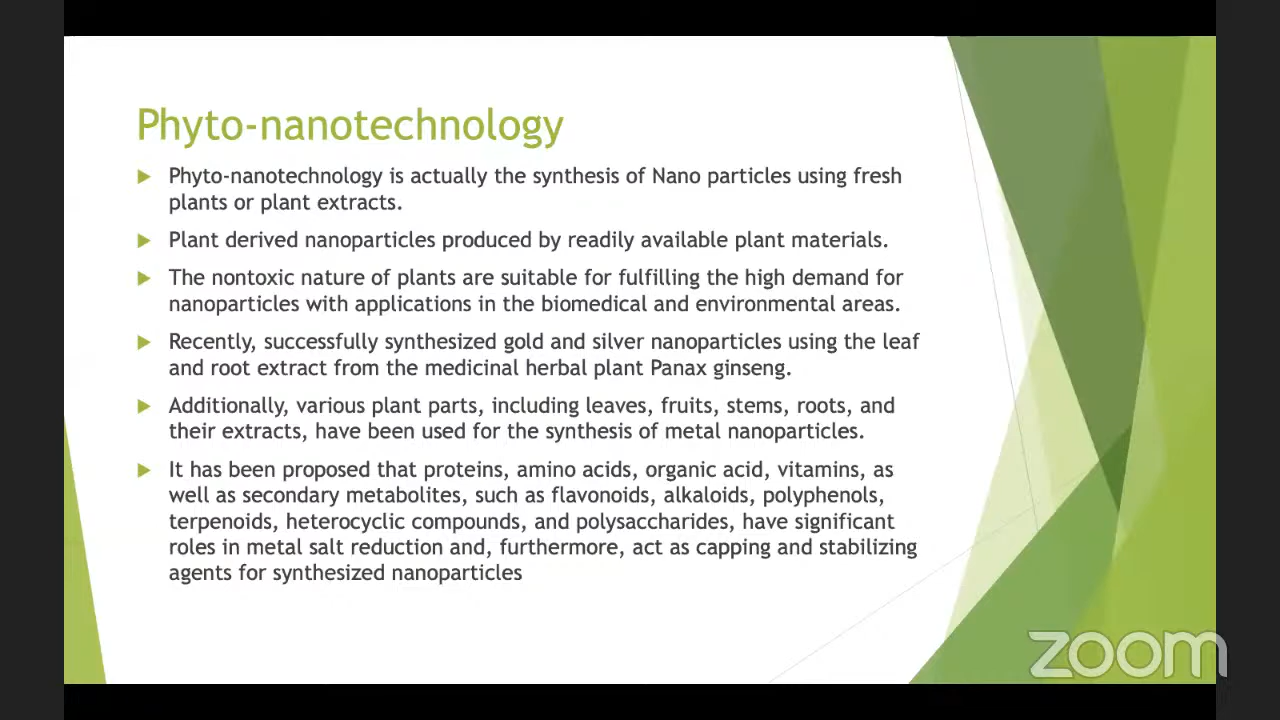 Phyto-nanotechnology
Phyto-nanotechnology is actually the synthesis of Nano particles using fresh
plants or plant extracts.
Plant derived nanoparticles produced by readily available plant materials.
The nontoxic nature of plants are suitable for fulfilling the high demand for
nanoparticles with applications in the biomedical and environmental areas.
Recently, successfully synthesized gold and silver nanoparticles using the leaf
and root extract from the medicinal herbal plant Panax ginseng.
Additionally, various plant parts, including leaves, fruits, stems, roots, and
their extracts, have been used for the synthesis of metal nanoparticles.
It has been proposed that proteins, amino acids, organic acid, vitamins, as
well as secondary metabolites, such as flavonoids, alkaloids, polyphenols,
terpenoids, heterocyclic compounds, and polysaccharides, have significant
roles in metal salt reduction and, furthermore, act as capping and stabilizing
agents for synthesized nanoparticles
zoom